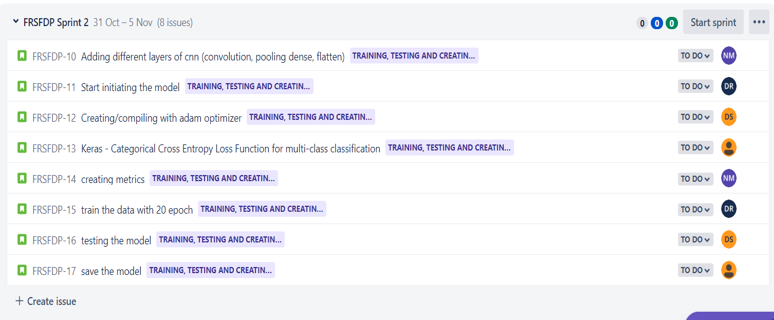 FRSFDP Sprint 2 31 Oct – 5 Nov (8 issues) 0 0 0 Start sprint
FRSFDP-10 Adding different layers of cnn (convolution, pooling dense, flatten) TRAINING, TESTING AND CREATIN... TO DO NM
FRSFDP-11 Start initiating the model TRAINING, TESTING AND CREATIN... TO DO DR
FRSFDP-12 Creating/compiling with adam optimizer TRAINING, TESTING AND CREATIN... TO DO DS
FRSFDP-13 Keras - Categorical Cross Entropy Loss Function for multi-class classification TRAINING, TESTING AND CREATIN... TO DO
FRSFDP-14 creating metrics TRAINING, TESTING AND CREATIN... TO DO NM
FRSFDP-15 train the data with 20 epoch TRAINING, TESTING AND CREATIN... TO DO DR
FRSFDP-16 testing the model TRAINING, TESTING AND CREATIN... TO DO DS
FRSFDP-17 save the model TRAINING, TESTING AND CREATIN... TO DO
+ Create issue